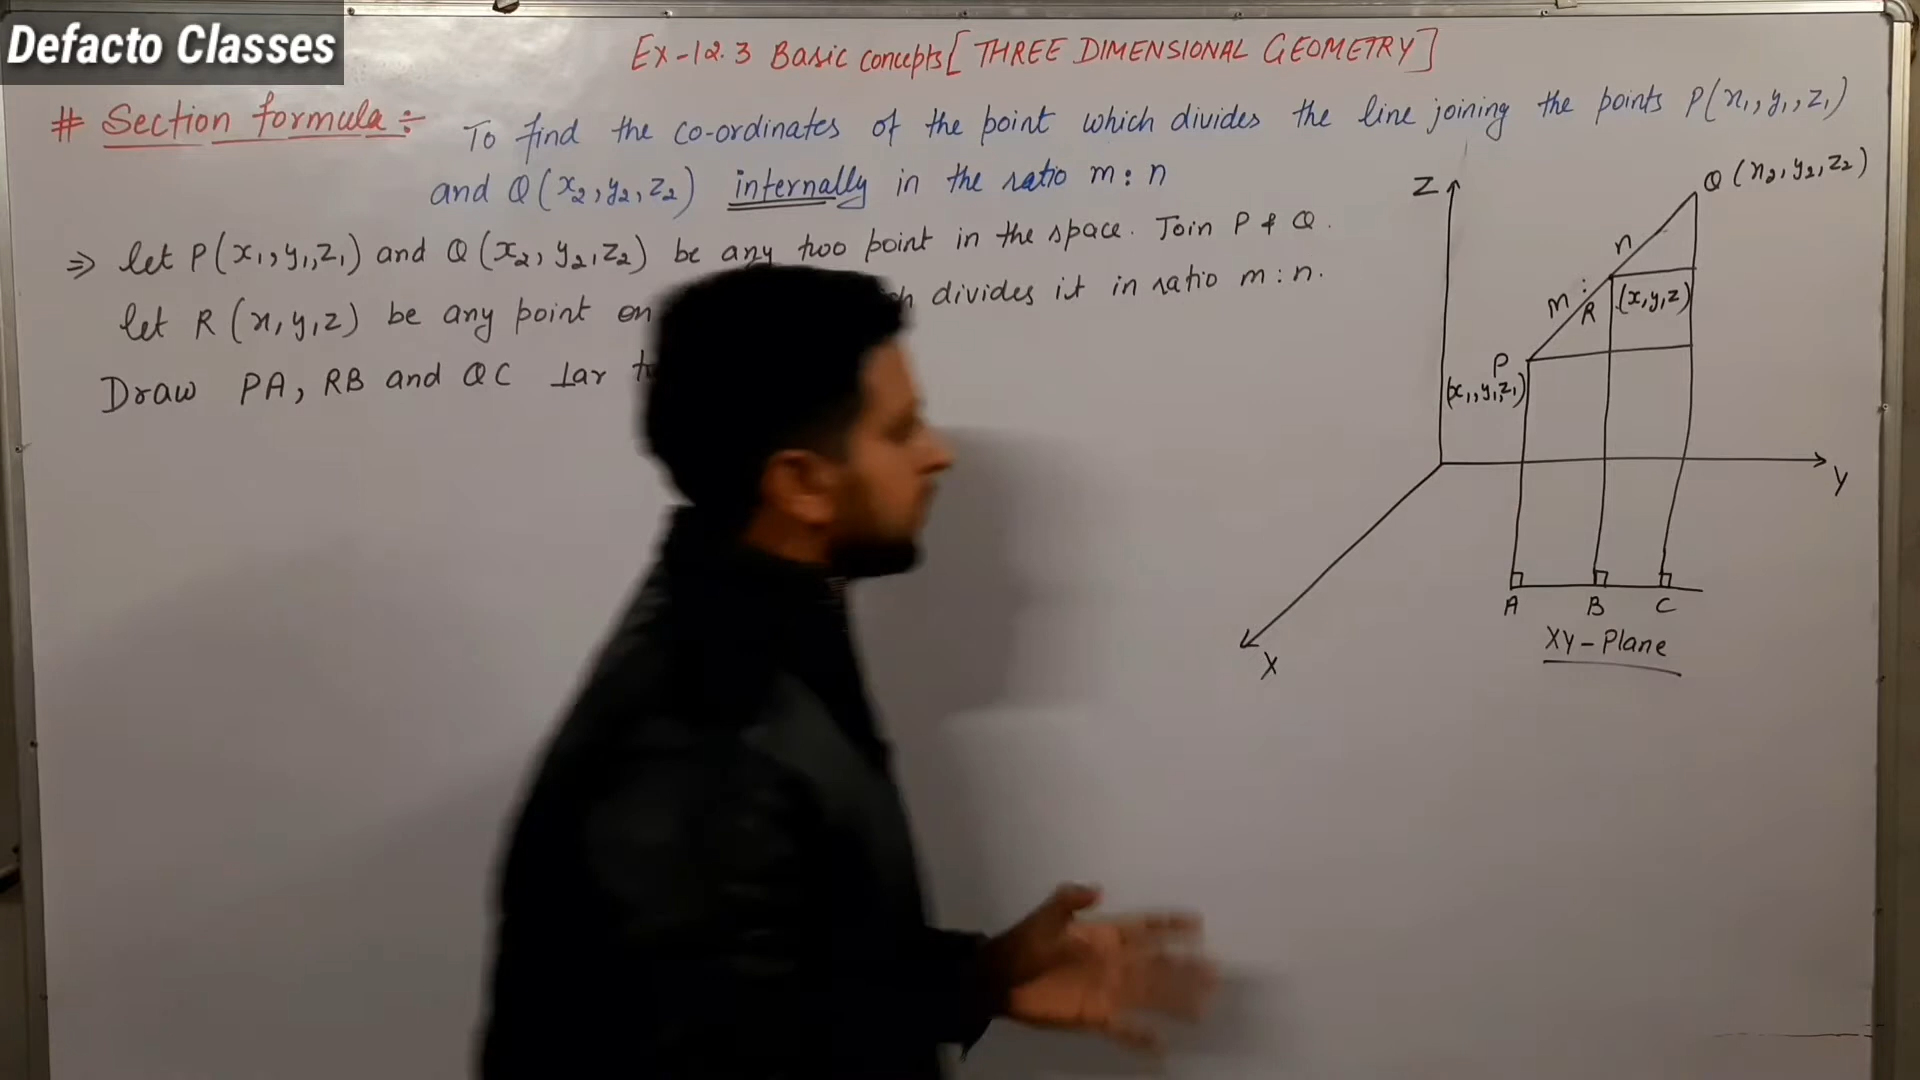 Defacto Classes
Ex-12.3 Basic concepts [THREE DIMENSIONAL GEOMETRY]
# Section formula :- To find the co-ordinates of the point which divides the line joining the points P(x₁, y₁, z₁)
and Q(x₂, y₂, z₂) internally in the ratio m : n
⇒ let P(x₁, y₁, z₁) and Q(x₂, y₂, z₂) be any two point in the space. Join P & Q.
let R(x, y, z) be any point on divides it in ratio m : n.
Draw PA, RB and QC ⊥ar
Z
Q (x₂, y₂, z₂)
n
m :
R
(x, y, z)
P
(x₁, y₁, z₁)
Y
A B C
XY-Plane
X